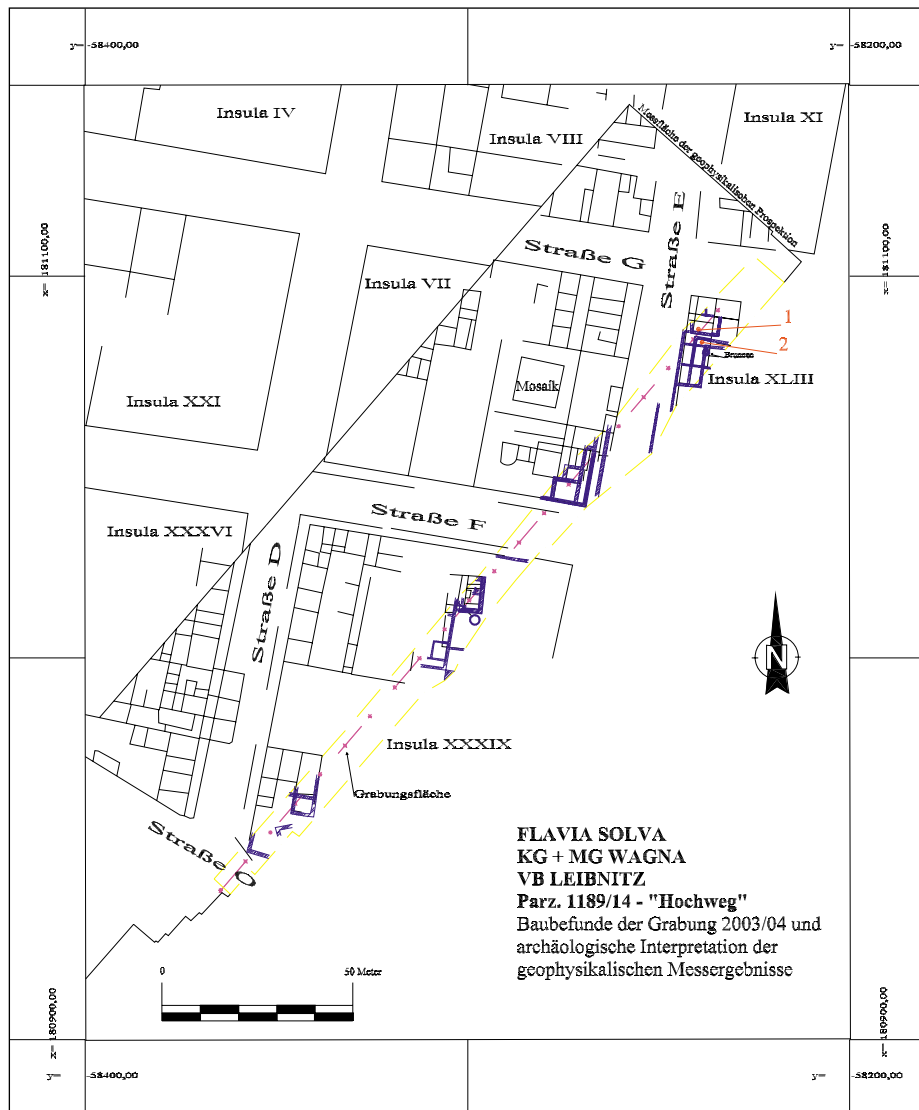 y= -58400,00
y= -58200,00
Insula IV
Insula VIII
Insula XI
Messfläche der geophysikalischen Prospektion
Straße E
Straße G
x= 181100,00
x= 181100,00
Insula VII
1
2
Brunnen
Insula XLIII
Mosaik
Insula XXI
Straße F
Insula XXXVI
Straße D
N
Insula XXXIX
Grabungsfläche
Straße O
FLAVIA SOLVA
KG + MG WAGNA
VB LEIBNITZ
Parz. 1189/14 - "Hochweg"
Baubefunde der Grabung 2003/04 und
archäologische Interpretation der
geophysikalischen Messergebnisse
0 50 Meter
x= 180900,00
x= 180900,00
y= -58400,00
y= -58200,00